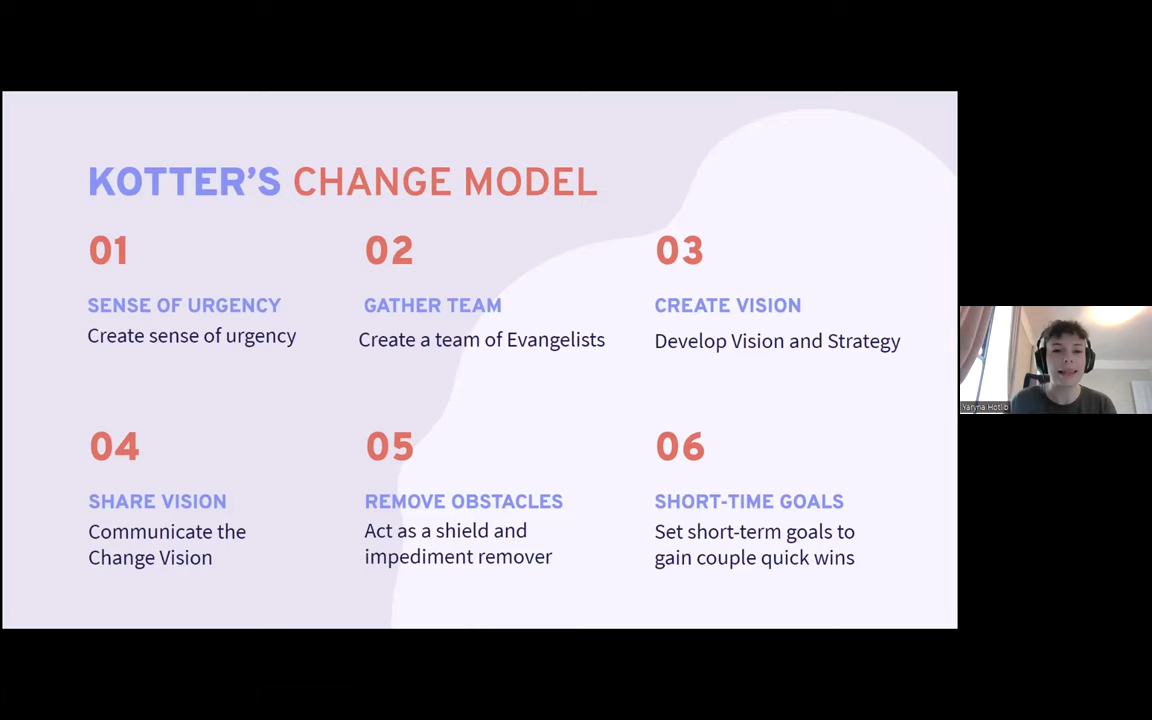 KOTTER'S CHANGE MODEL
01
SENSE OF URGENCY
Create sense of urgency
02
GATHER TEAM
Create a team of Evangelists
03
CREATE VISION
Develop Vision and Strategy
04
SHARE VISION
Communicate the
Change Vision
05
REMOVE OBSTACLES
Act as a shield and
impediment remover
06
SHORT-TIME GOALS
Set short-term goals to
gain couple quick wins
Yaryna Hotlib